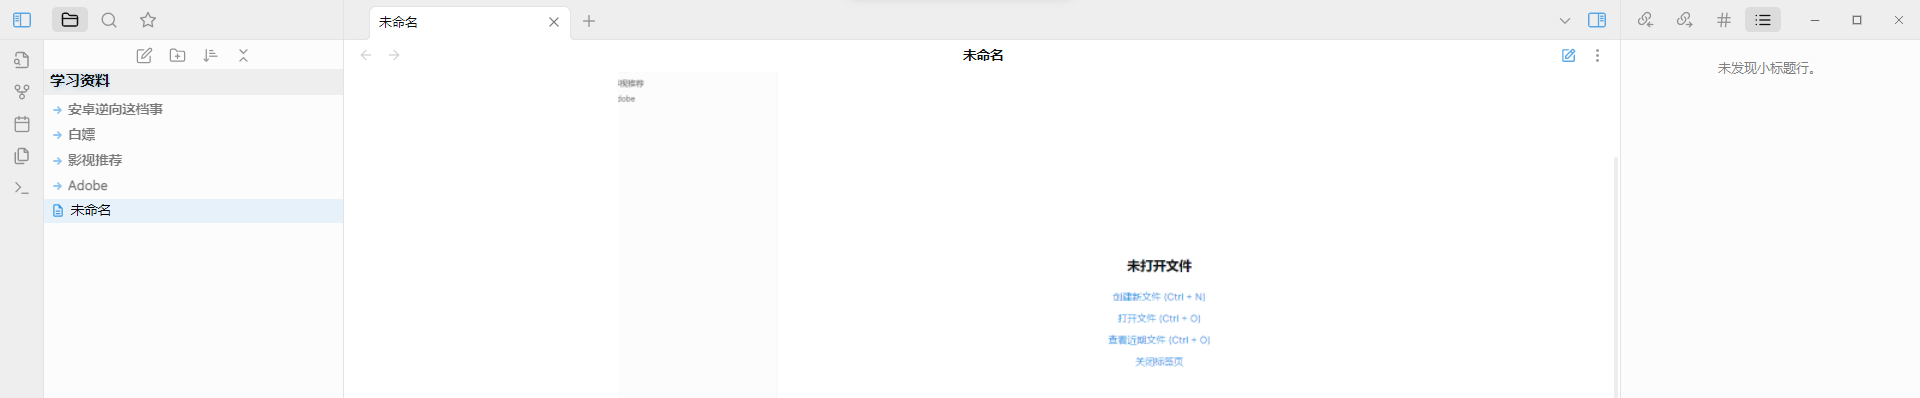 未命名
学习资料
安卓逆向这档事
白嫖
影视推荐
Adobe
未命名
未命名
视推荐
dobe
未打开文件
创建新文件 (Ctrl + N)
打开文件 (Ctrl + O)
查看近期文件 (Ctrl + O)
关闭标签页
未发现小标题行。